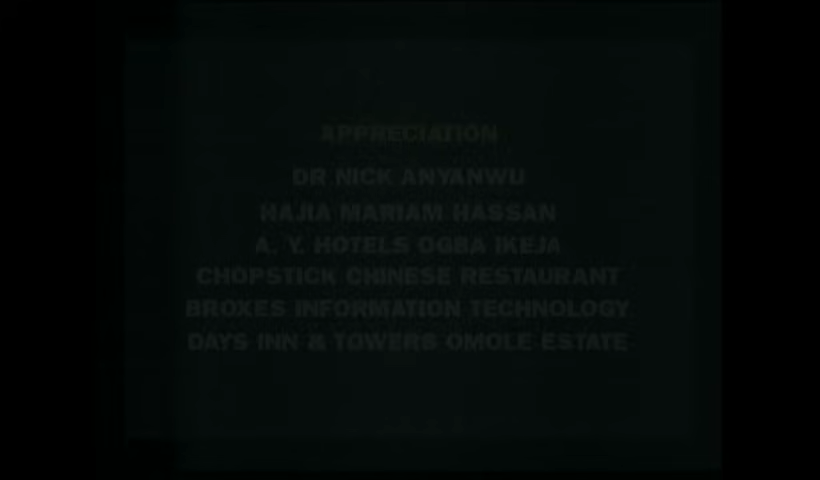 APPRECIATION
DR NICK ANYANWU
HAJIA MARIAM HASSAN
A. Y. HOTELS OGBA IKEJA
CHOPSTICK CHINESE RESTAURANT
BROXES INFORMATION TECHNOLOGY.
DAYS INN & TOWERS OMOLE ESTATE